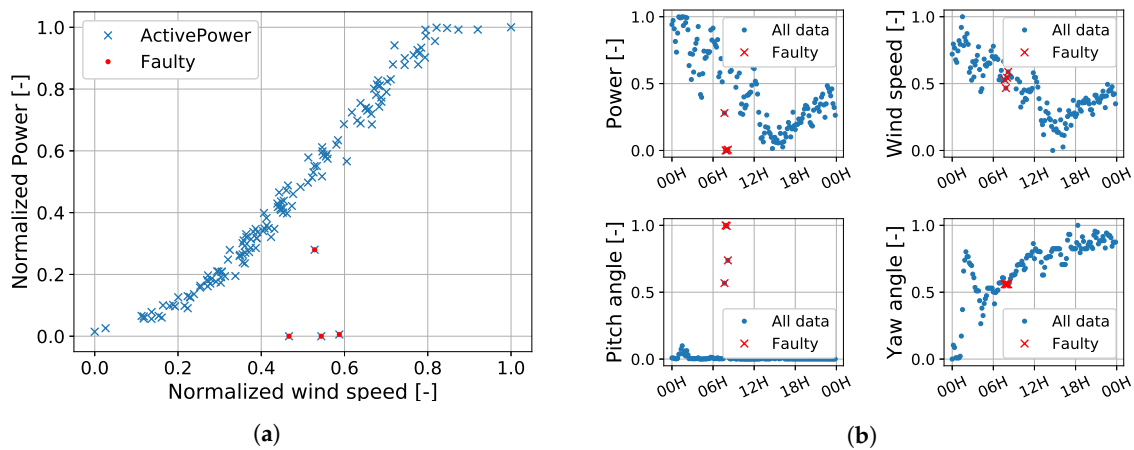 Normalized Power [-]
1.0
0.8
0.6
0.4
0.2
0.0
ActivePower
Faulty
0.0 0.2 0.4 0.6 0.8 1.0
Normalized wind speed [-]
(a)
Power [-]
1.0
0.5
0.0
All data
Faulty
00H 06H 12H 18H 00H
Wind speed [-]
1.0
0.5
0.0
All data
Faulty
00H 06H 12H 18H 00H
Pitch angle [-]
1.0
0.5
0.0
All data
Faulty
00H 06H 12H 18H 00H
Yaw angle [-]
1.0
0.5
0.0
All data
Faulty
00H 06H 12H 18H 00H
(b)